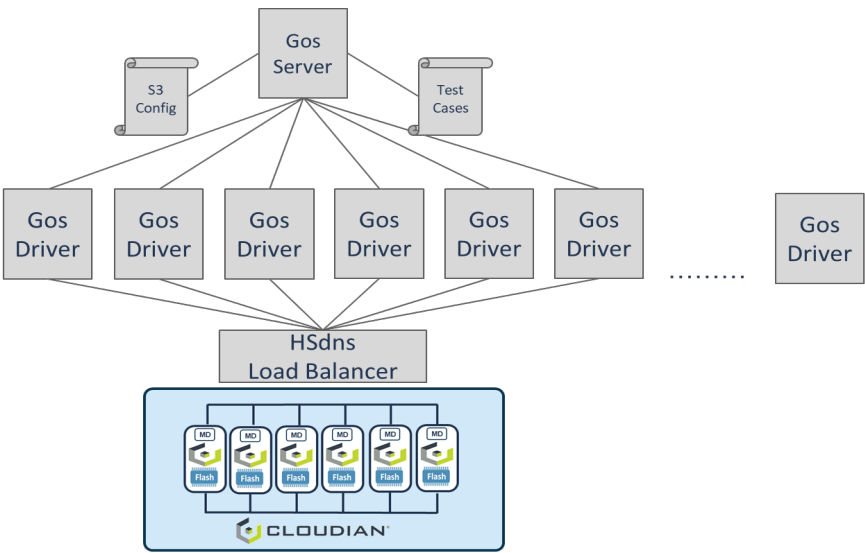 Gos
Server
S3
Config
Test
Cases
Gos
Driver
Gos
Driver
Gos
Driver
Gos
Driver
Gos
Driver
Gos
Driver
.........
Gos
Driver
HSdns
Load Balancer
MD
MD
MD
MD
MD
MD
Flash
Flash
Flash
Flash
Flash
Flash
CLOUDIAN